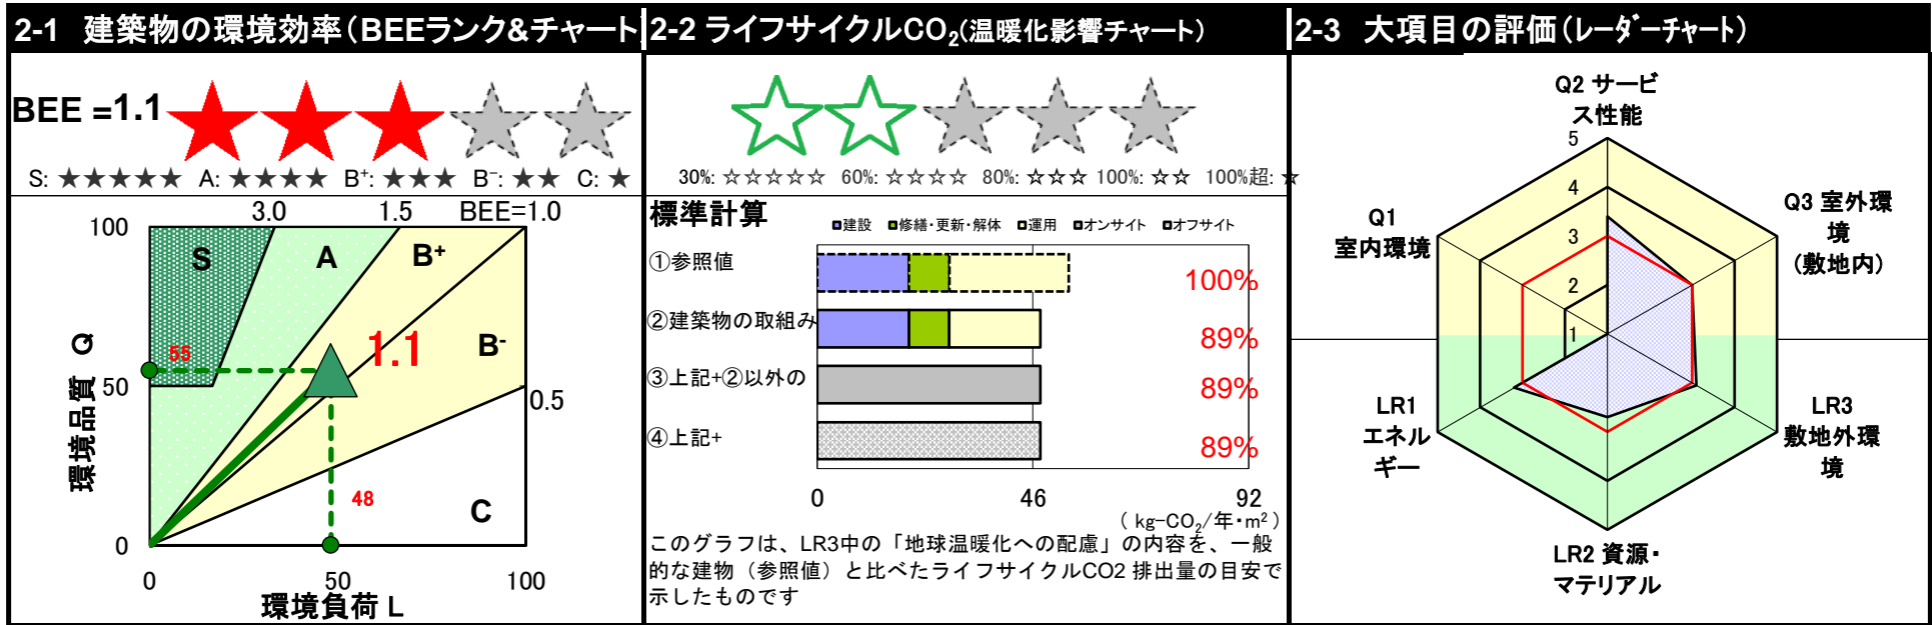 2-1 建築物の環境効率(BEEランク&チャート)
BEE =1.1
S: ★★★★★ A: ★★★★ B+: ★★★ B-: ★★ C: ★
3.0 1.5 BEE=1.0
100
S A B+
環境品質 Q
55
1.1
B-
50
0.5
48
C
0
0 50 100
環境負荷 L
2-2 ライフサイクルCO2(温暖化影響チャート)
30%: ☆☆☆☆☆ 60%: ☆☆☆☆ 80%: ☆☆☆ 100%: ☆☆ 100%超: ☆
標準計算
■建設 ■修繕・更新・解体 □運用 ■オンサイト ■オフサイト
①参照値 100%
②建築物の取組み 89%
③上記+②以外の 89%
④上記+ 89%
0 46 92
( kg-CO2/年・m2 )
このグラフは、LR3中の「地球温暖化への配慮」の内容を、一般
的な建物(参照値)と比べたライフサイクルCO2 排出量の目安で
示したものです
2-3 大項目の評価(レーダーチャート)
Q2 サービ
ス性能
5
4
3
2
1
Q1
室内環境
Q3 室外環
境
(敷地内)
LR1
エネル
ギー
LR3
敷地外環
境
LR2 資源・
マテリアル